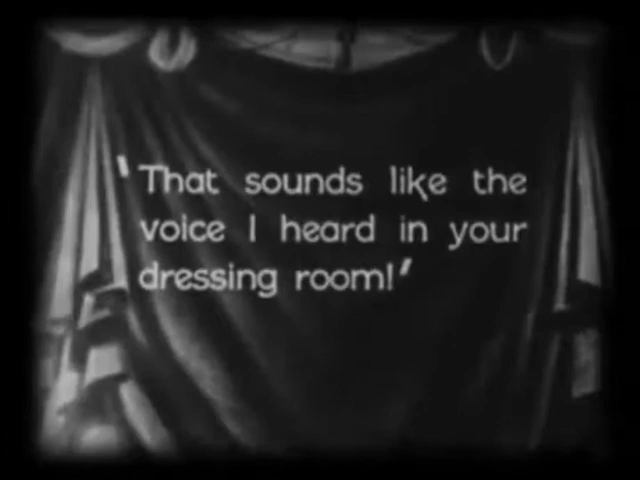 'That sounds like the
voice I heard in your
dressing room!'